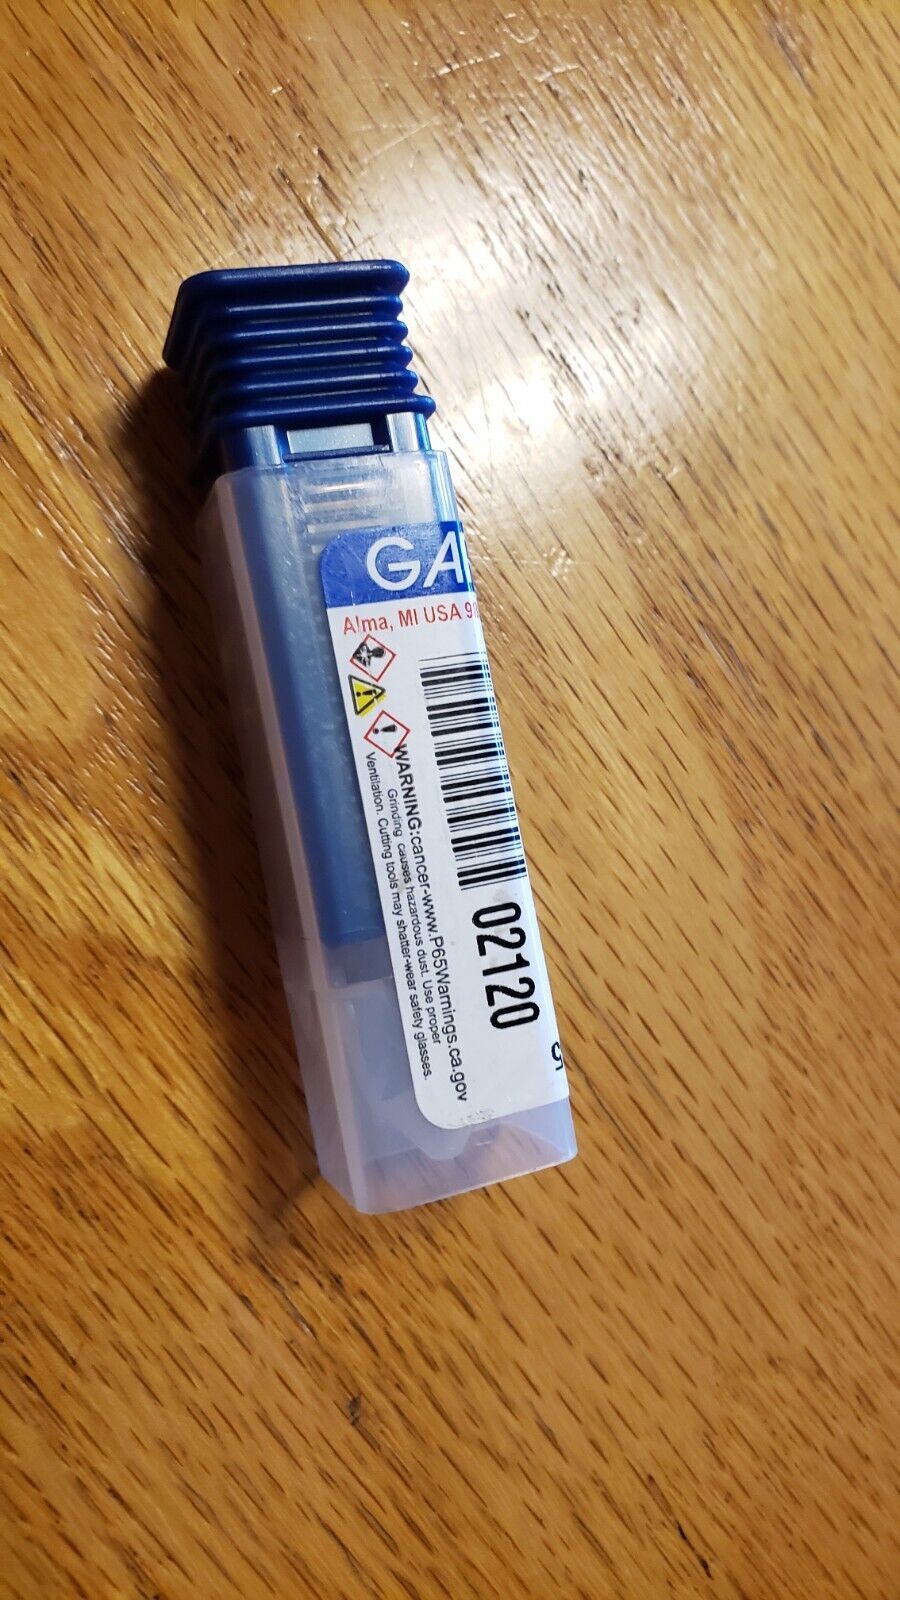 GA
Alma, MI USA 9
WARNING:cancer-www.P65Warnings.ca.gov
Grinding causes hazardous dust. Use proper
Ventilation. Cutting tools may shatter-wear safety glasses.
02120
5